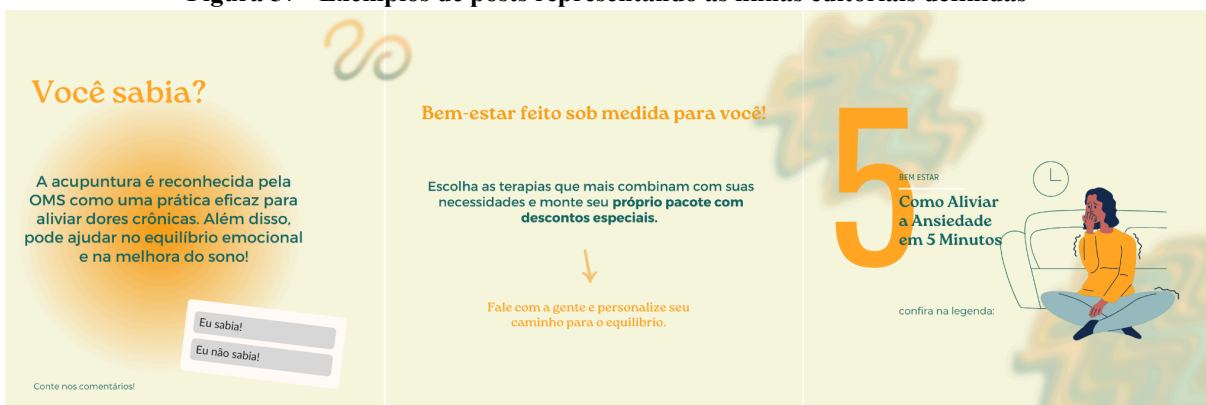 Você sabia?
A acupuntura é reconhecida pela
OMS como uma prática eficaz para
aliviar dores crônicas. Além disso,
pode ajudar no equilíbrio emocional
e na melhora do sono!
Eu sabia!
Eu não sabia!
Conte nos comentários!
Bem-estar feito sob medida para você!
Escolha as terapias que mais combinam com suas
necessidades e monte seu próprio pacote com
descontos especiais.
Fale com a gente e personalize seu
caminho para o equilíbrio.
5
BEM ESTAR
Como Aliviar
a Ansiedade
em 5 Minutos
confira na legenda: